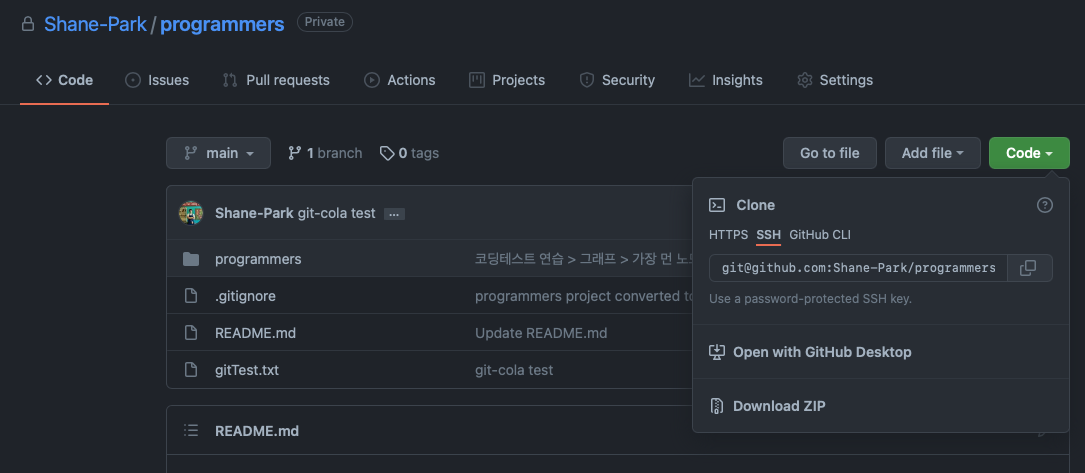 Shane-Park / programmers Private
Code Issues Pull requests Actions Projects Security Insights Settings
main 1 branch 0 tags Go to file Add file Code
Shane-Park git-cola test ...
programmers 코딩테스트 연습 > 그래프 > 가장 먼 노드
.gitignore programmers project converted to
README.md Update README.md
gitTest.txt git-cola test
README.md
Clone
HTTPS SSH GitHub CLI
git@github.com:Shane-Park/programmers
Use a password-protected SSH key.
Open with GitHub Desktop
Download ZIP